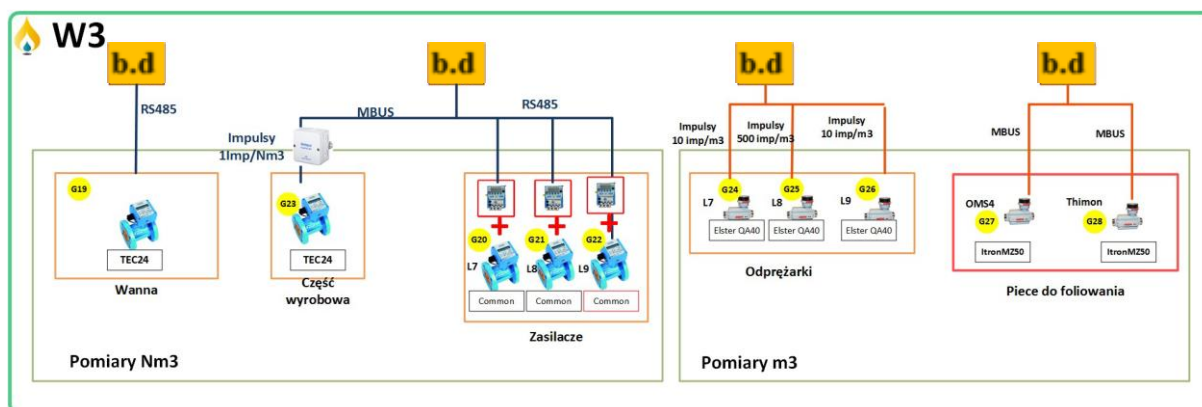 W3
b.d
b.d
b.d
b.d
RS485
MBUS
RS485
Impulsy
1Imp/Nm3
Impulsy
10 imp/m3
Impulsy
500 imp/m3
Impulsy
10 imp/m3
MBUS
MBUS
G19
TEC24
Wanna
G23
TEC24
Część
wyrobowa
G20
L7
Common
G21
L8
Common
G22
L9
Common
Zasilacze
Pomiary Nm3
G24
L7
Elster QA40
G25
L8
Elster QA40
G26
L9
Elster QA40
Odprężarki
OMS4
G27
ItronMZ50
Thimon
G28
ItronMZ50
Piece do foliowania
Pomiary m3